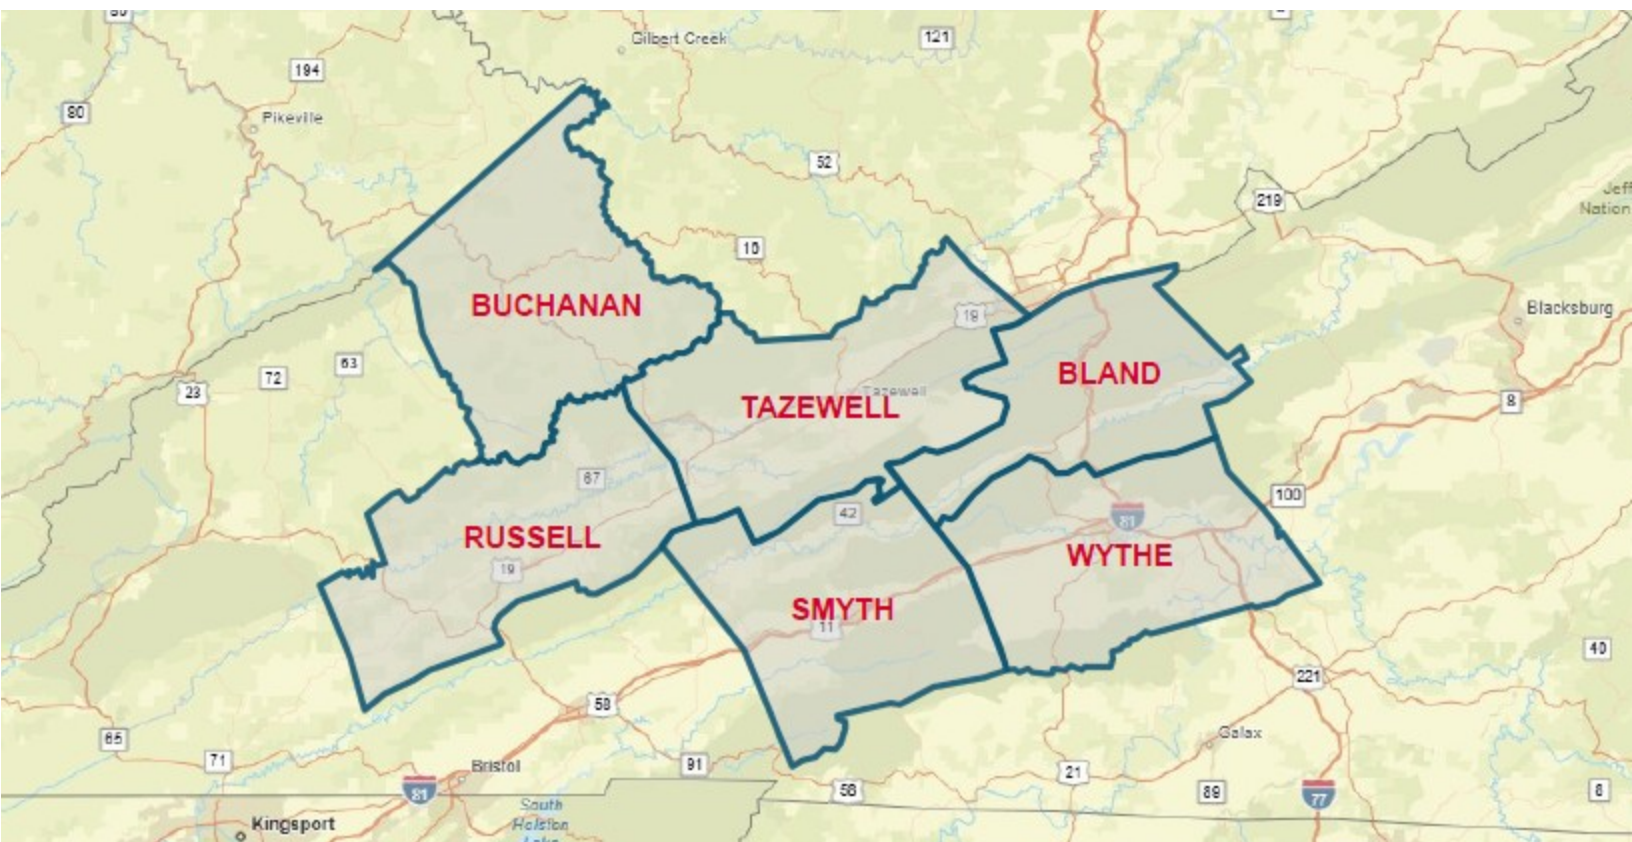 Gilbert Creek
121
194
80
Pikeville
52
219
Jeff
Nation
BUCHANAN
19
Blacksburg
63
72
23
BLAND
Tazewell
TAZEWELL
8
67
100
42
81
RUSSELL
WYTHE
19
SMYTH
11
40
221
58
65
Galax
71
Bristol
91
21
81
58
89
77
8
South
Holston
Lake
Kingsport